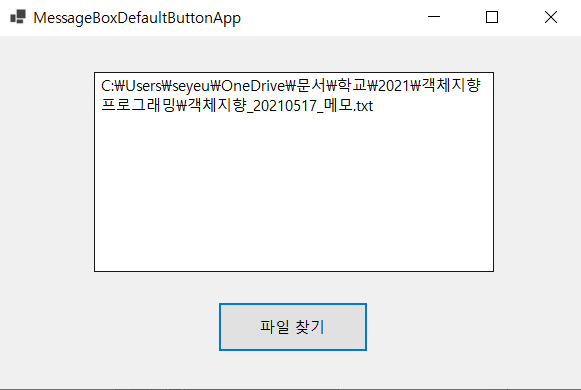 MessageBoxDefaultButtonApp
C:₩Users₩seyeu₩OneDrive₩문서₩학교₩2021₩객체지향
프로그래밍₩객체지향_20210517_메모.txt
파일 찾기